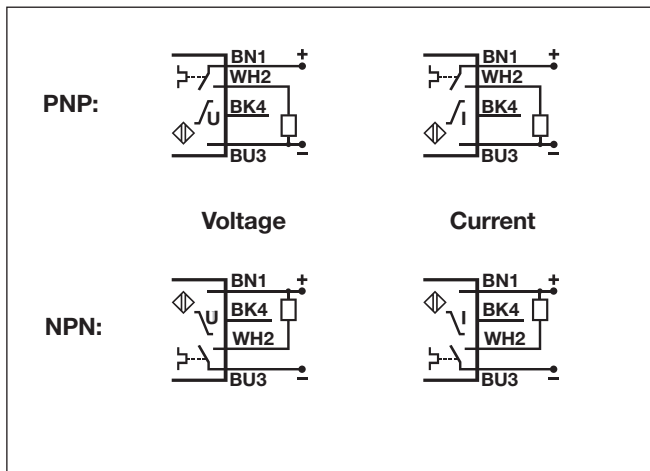 BN1 +
WH2
PNP: U BK4
BU3 −
BN1 +
WH2
I BK4
BU3 −
Voltage Current
BN1 +
NPN: U BK4
WH2
BU3 −
BN1 +
I BK4
WH2
BU3 −